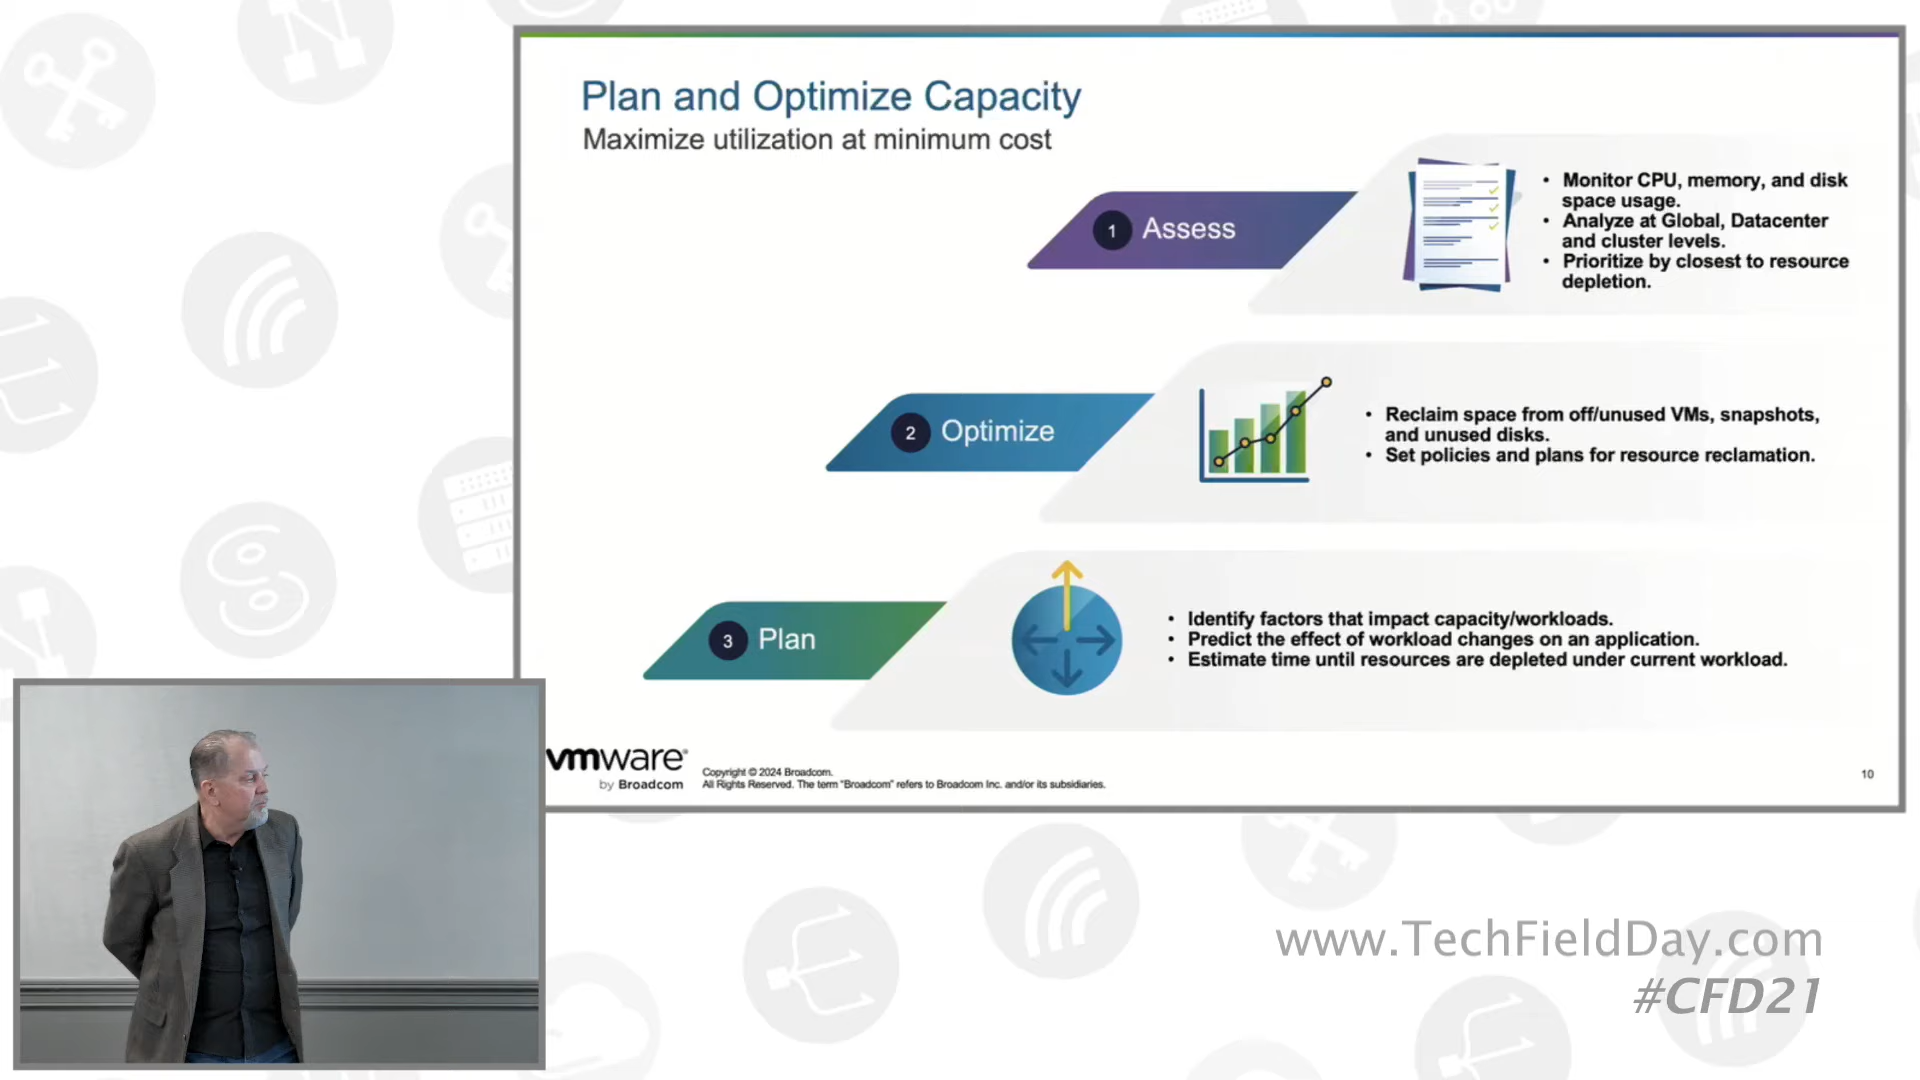 Plan and Optimize Capacity
Maximize utilization at minimum cost
1 Assess
• Monitor CPU, memory, and disk
space usage.
• Analyze at Global, Datacenter
and cluster levels.
• Prioritize by closest to resource
depletion.
2 Optimize
• Reclaim space from off/unused VMs, snapshots,
and unused disks.
• Set policies and plans for resource reclamation.
3 Plan
• Identify factors that impact capacity/workloads.
• Predict the effect of workload changes on an application.
• Estimate time until resources are depleted under current workload.
vmware®
by Broadcom
Copyright © 2024 Broadcom.
All Rights Reserved. The term "Broadcom" refers to Broadcom Inc. and/or its subsidiaries.
10
www.TechFieldDay.com
#CFD21